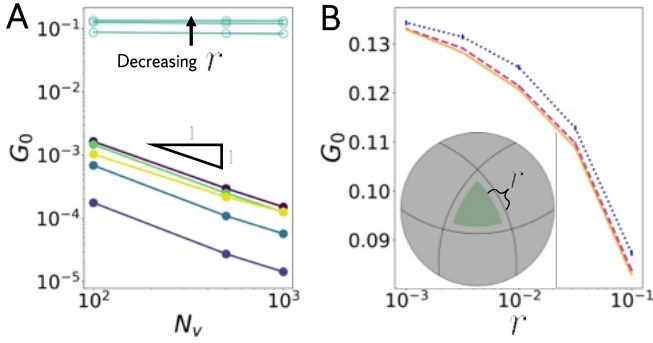 A
10⁻¹
10⁻²
10⁻³
10⁻⁴
10⁻⁵
G₀
Decreasing r
1
1
10²
10³
Nᵥ
B
0.13
0.12
0.11
0.10
0.09
G₀
r
10⁻³
10⁻²
10⁻¹
r